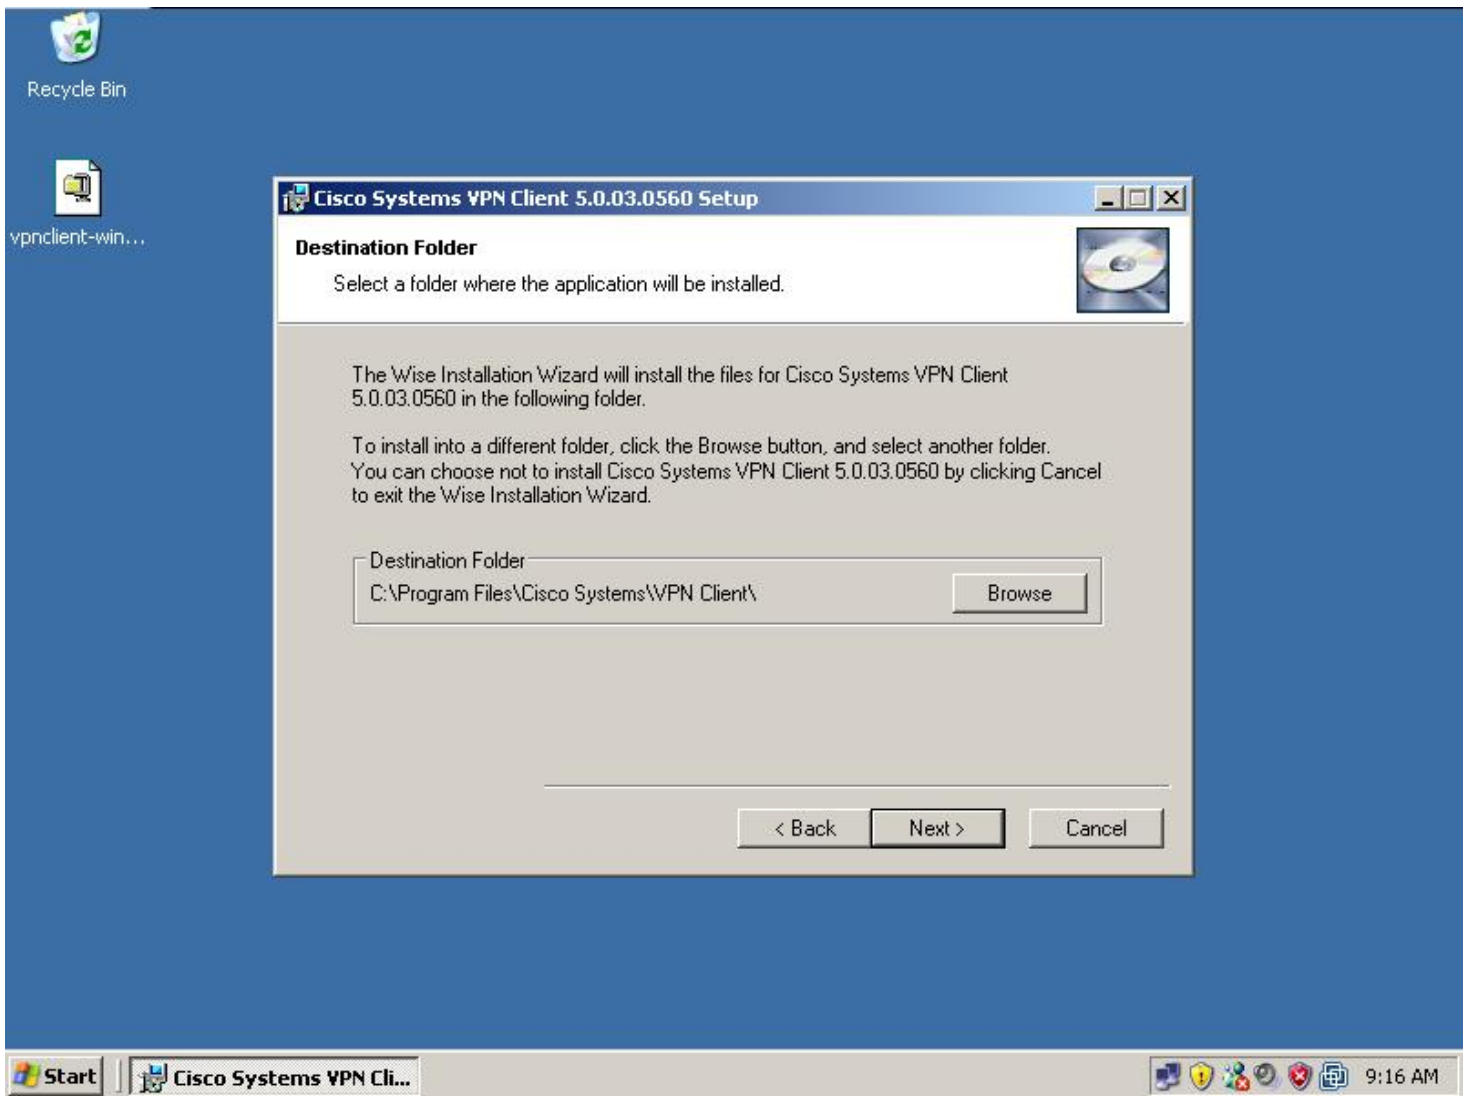 Recycle Bin
vpnclient-win...
Cisco Systems VPN Client 5.0.03.0560 Setup
Destination Folder
Select a folder where the application will be installed.
The Wise Installation Wizard will install the files for Cisco Systems VPN Client
5.0.03.0560 in the following folder.
To install into a different folder, click the Browse button, and select another folder.
You can choose not to install Cisco Systems VPN Client 5.0.03.0560 by clicking Cancel
to exit the Wise Installation Wizard.
Destination Folder
C:\Program Files\Cisco Systems\VPN Client\
Browse
< Back
Next >
Cancel
Start
Cisco Systems VPN Cli...
9:16 AM